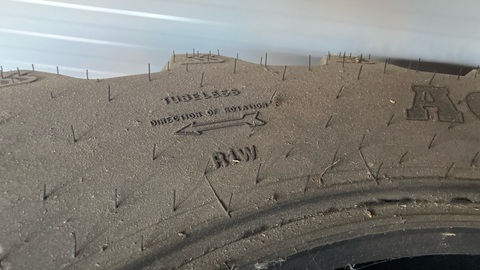 TUBELESS
DIRECTION OF ROTATION
R/W